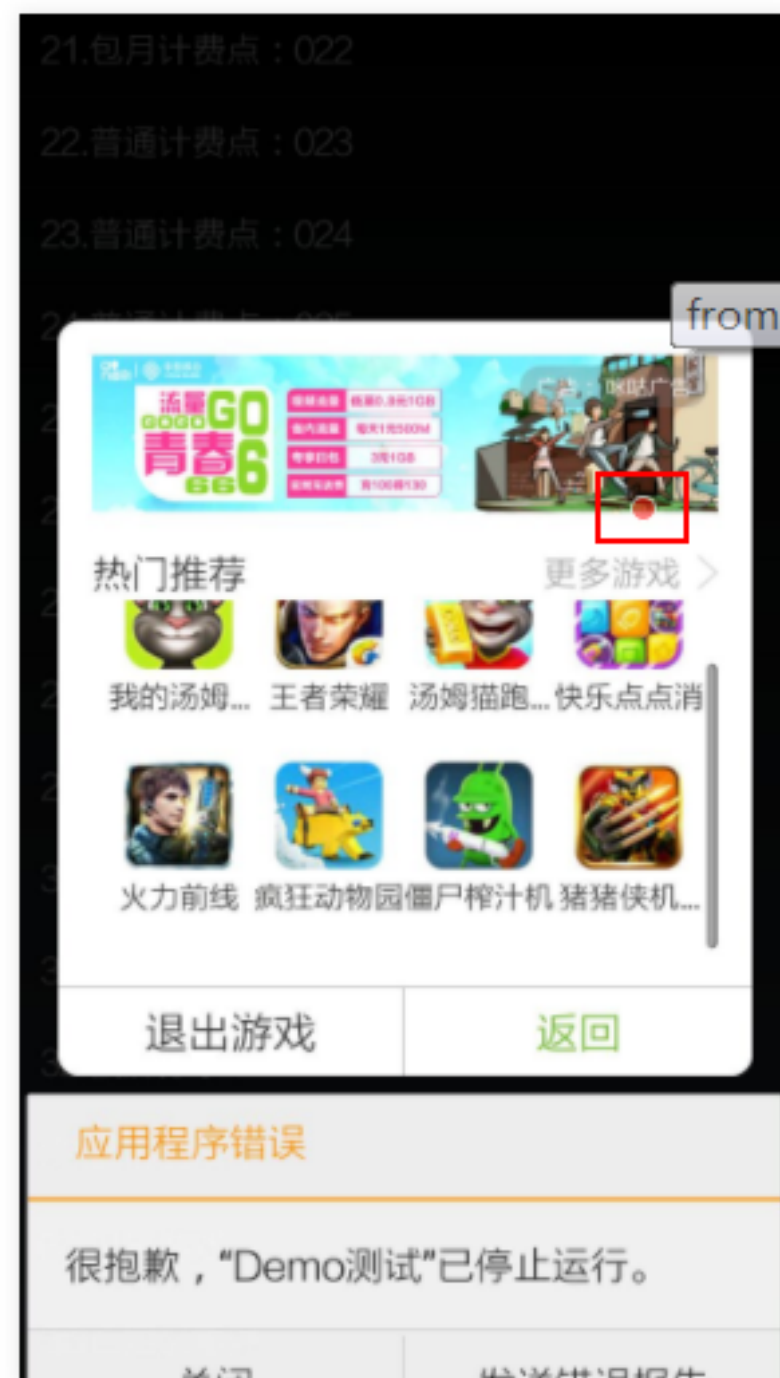 21.包月计费点：022
22.普通计费点：023
23.普通计费点：024
from
流量GO
GOGO
青春6
666
热门推荐
更多游戏
我的汤姆... 王者荣耀 汤姆猫跑... 快乐点点消
火力前线 疯狂动物园 僵尸榨汁机 猪猪侠机...
退出游戏
返回
应用程序错误
很抱歉，“Demo测试”已停止运行。